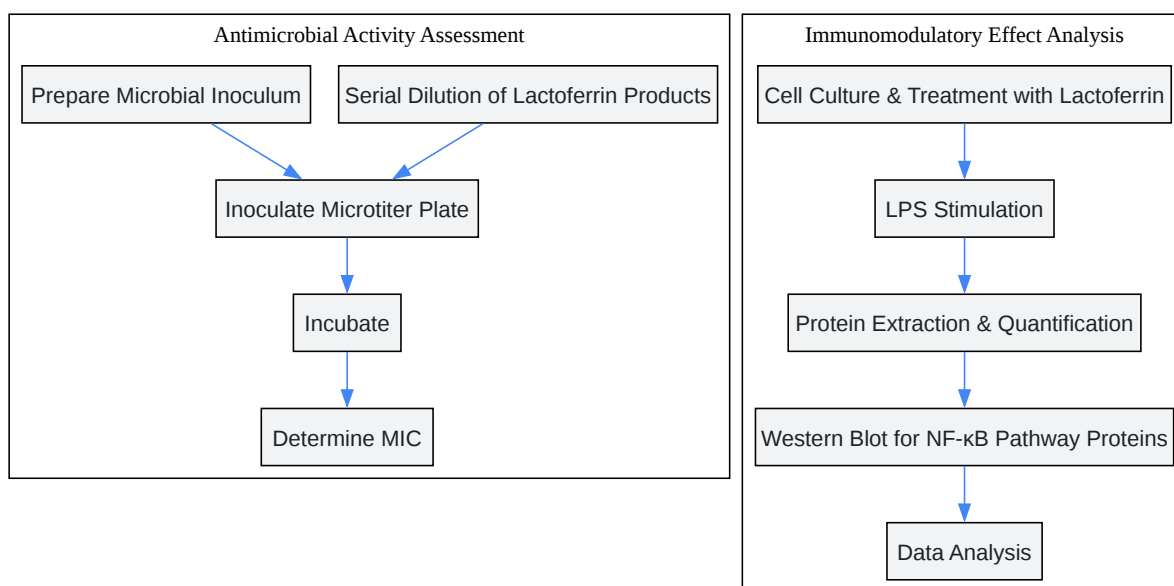 Antimicrobial Activity Assessment
Prepare Microbial Inoculum
Serial Dilution of Lactoferrin Products
Inoculate Microtiter Plate
Incubate
Determine MIC
Immunomodulatory Effect Analysis
Cell Culture & Treatment with Lactoferrin
LPS Stimulation
Protein Extraction & Quantification
Western Blot for NF-κB Pathway Proteins
Data Analysis